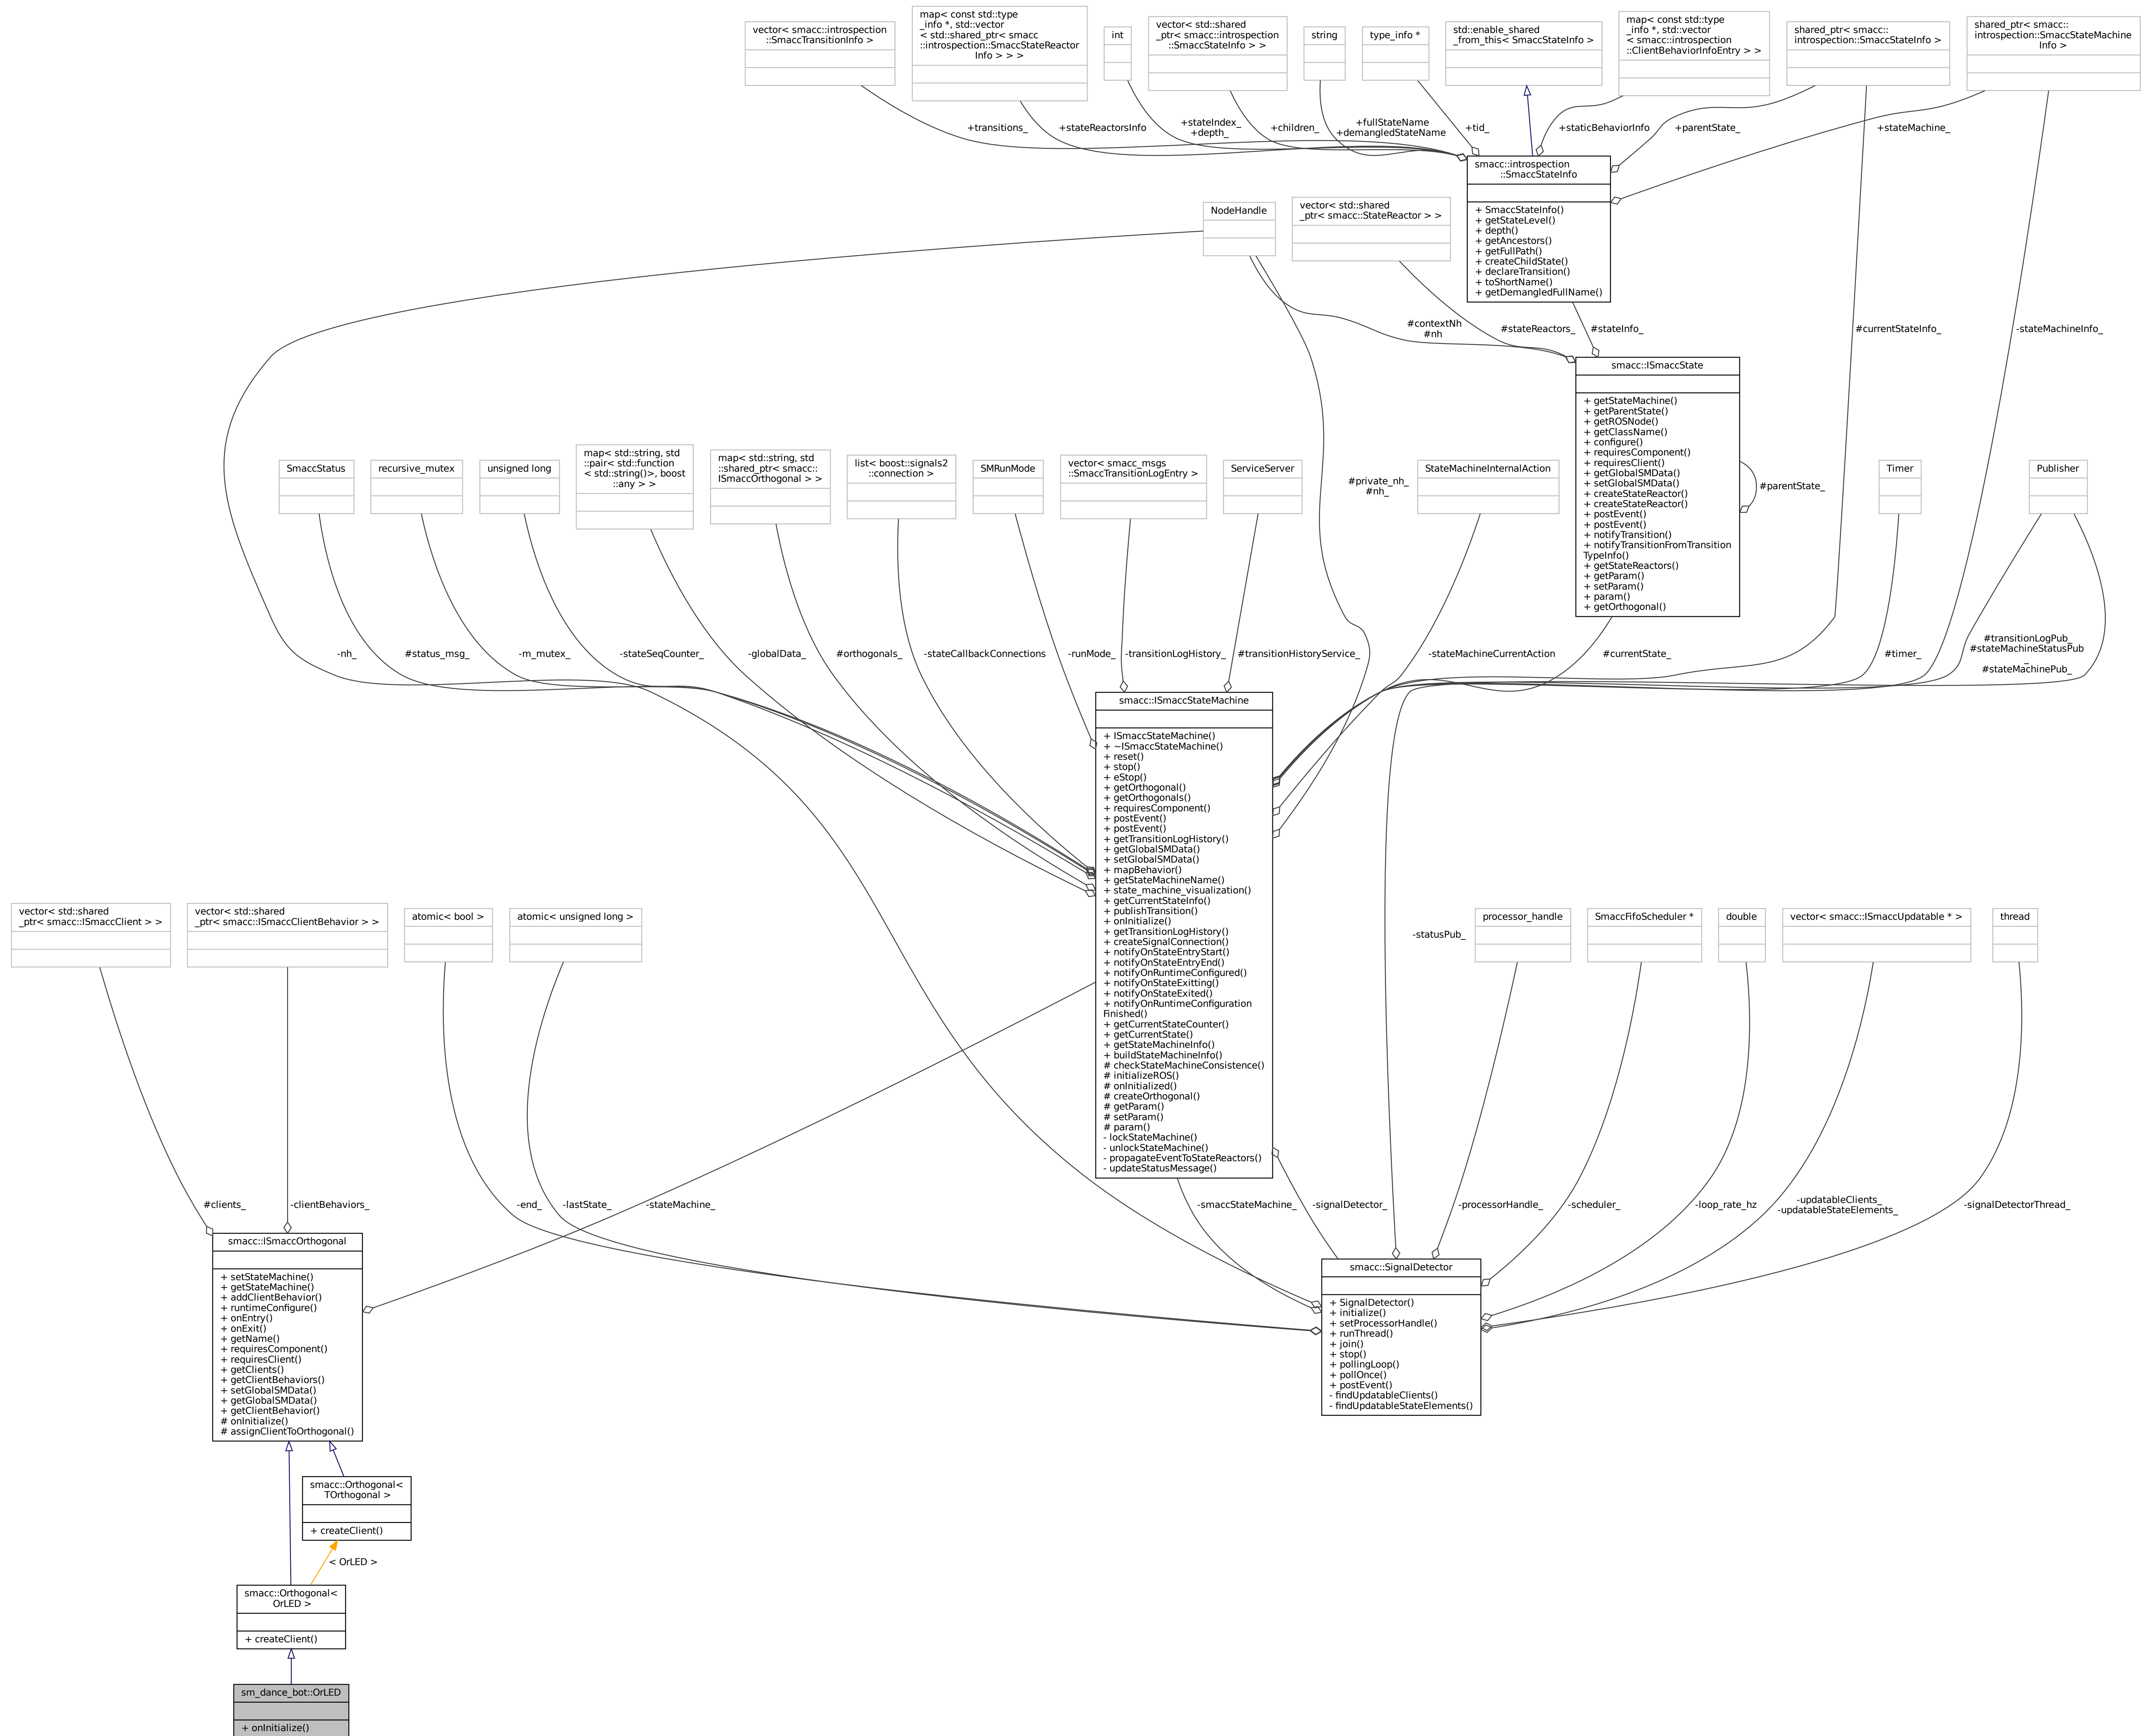 vector< smacc::introspection
::SmaccTransitionInfo >
map< const std::type
_info *, std::vector
< std::shared_ptr< smacc
::introspection::SmaccStateReactor
Info > > >
int
vector< std::shared
_ptr< smacc::introspection
::SmaccStateInfo > >
string
type_info *
std::enable_shared
_from_this< SmaccStateInfo >
map< const std::type
_info *, std::vector
< smacc::introspection
::ClientBehaviorInfoEntry > >
shared_ptr< smacc::
introspection::SmaccStateInfo >
shared_ptr< smacc::
introspection::SmaccStateMachine
Info >
+transitions_
+stateReactorsInfo
+stateIndex_
+depth_
+children_
+fullStateName
+demangledStateName
+tid_
+staticBehaviorInfo
+parentState_
+stateMachine_
smacc::introspection
::SmaccStateInfo
+ SmaccStateInfo()
+ getStateLevel()
+ depth()
+ getAncestors()
+ getFullPath()
+ createChildState()
+ declareTransition()
+ toShortName()
+ getDemangledFullName()
NodeHandle
vector< std::shared
_ptr< smacc::StateReactor > >
#contextNh
#nh
#stateReactors_
#stateInfo_
#currentStateInfo_
-stateMachineInfo_
smacc::ISmaccState
+ getStateMachine()
+ getParentState()
+ getROSNode()
+ getClassName()
+ configure()
+ requiresComponent()
+ requiresClient()
+ getGlobalSMData()
+ setGlobalSMData()
+ createStateReactor()
+ createStateReactor()
+ postEvent()
+ postEvent()
+ notifyTransition()
+ notifyTransitionFromTransition
TypeInfo()
+ getStateReactors()
+ getParam()
+ setParam()
+ param()
+ getOrthogonal()
#parentState_
SmaccStatus
recursive_mutex
unsigned long
map< std::string, std
::pair< std::function
< std::string()>, boost
::any > >
map< std::string, std
::shared_ptr< smacc::
ISmaccOrthogonal > >
list< boost::signals2
::connection >
SMRunMode
vector< smacc_msgs
::SmaccTransitionLogEntry >
ServiceServer
#private_nh_
#nh_
StateMachineInternalAction
Timer
Publisher
-nh_
#status_msg_
-m_mutex_
-stateSeqCounter_
-globalData_
#orthogonals_
-stateCallbackConnections
-runMode_
-transitionLogHistory_
#transitionHistoryService_
-stateMachineCurrentAction
#currentState_
#timer_
#transitionLogPub_
#stateMachineStatusPub
_
#stateMachinePub_
smacc::ISmaccStateMachine
+ ISmaccStateMachine()
+ ~ISmaccStateMachine()
+ reset()
+ stop()
+ eStop()
+ getOrthogonal()
+ getOrthogonals()
+ requiresComponent()
+ postEvent()
+ postEvent()
+ getTransitionLogHistory()
+ getGlobalSMData()
+ setGlobalSMData()
+ mapBehavior()
+ getStateMachineName()
+ state_machine_visualization()
+ getCurrentStateInfo()
+ publishTransition()
+ onInitialize()
+ getTransitionLogHistory()
+ createSignalConnection()
+ notifyOnStateEntryStart()
+ notifyOnStateEntryEnd()
+ notifyOnRuntimeConfigured()
+ notifyOnStateExitting()
+ notifyOnStateExited()
+ notifyOnRuntimeConfiguration
Finished()
+ getCurrentStateCounter()
+ getCurrentState()
+ getStateMachineInfo()
+ buildStateMachineInfo()
# checkStateMachineConsistence()
# initializeROS()
# onInitialized()
# createOrthogonal()
# getParam()
# setParam()
# param()
- lockStateMachine()
- unlockStateMachine()
- propagateEventToStateReactors()
- updateStatusMessage()
vector< std::shared
_ptr< smacc::ISmaccClient > >
vector< std::shared
_ptr< smacc::ISmaccClientBehavior > >
atomic< bool >
atomic< unsigned long >
-statusPub_
processor_handle
SmaccFifoScheduler *
double
vector< smacc::ISmaccUpdatable * >
thread
#clients_
-clientBehaviors_
-end_
-lastState_
-stateMachine_
-smaccStateMachine_
-signalDetector_
-processorHandle_
-scheduler_
-loop_rate_hz
-updatableClients_
-updatableStateElements_
-signalDetectorThread_
smacc::ISmaccOrthogonal
+ setStateMachine()
+ getStateMachine()
+ addClientBehavior()
+ runtimeConfigure()
+ onEntry()
+ onExit()
+ getName()
+ requiresComponent()
+ requiresClient()
+ getClients()
+ getClientBehaviors()
+ setGlobalSMData()
+ getGlobalSMData()
+ getClientBehavior()
# onInitialize()
# assignClientToOrthogonal()
smacc::SignalDetector
+ SignalDetector()
+ initialize()
+ setProcessorHandle()
+ runThread()
+ join()
+ stop()
+ pollingLoop()
+ pollOnce()
+ postEvent()
- findUpdatableClients()
- findUpdatableStateElements()
smacc::Orthogonal<
TOrthogonal >
+ createClient()
< OrLED >
smacc::Orthogonal<
OrLED >
+ createClient()
sm_dance_bot::OrLED
+ onInitialize()